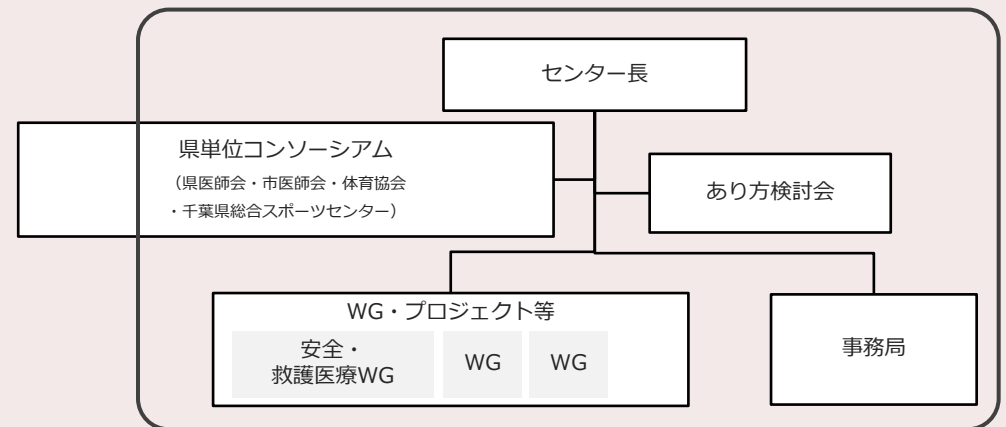 センター長
県単位コンソーシアム
（県医師会・市医師会・体育協会
・千葉県総合スポーツセンター）
あり方検討会
WG・プロジェクト等
安全・
救護医療WG
WG
WG
事務局